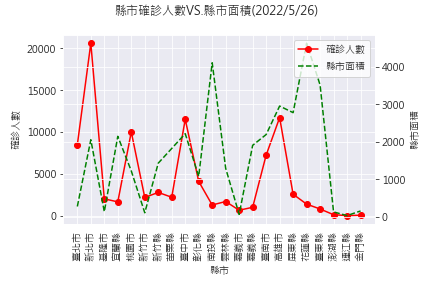 縣市確診人數VS.縣市面積(2022/5/26)
確診人數
縣市面積
20000
15000
10000
5000
0
確診人數
4000
3000
2000
1000
0
縣市面積
臺北市
新北市
基隆市
宜蘭縣
桃園市
新竹市
新竹縣
苗栗縣
臺中市
彰化縣
南投縣
雲林縣
嘉義市
嘉義縣
臺南市
高雄市
屏東縣
花蓮縣
臺東縣
澎湖縣
連江縣
金門縣
縣市